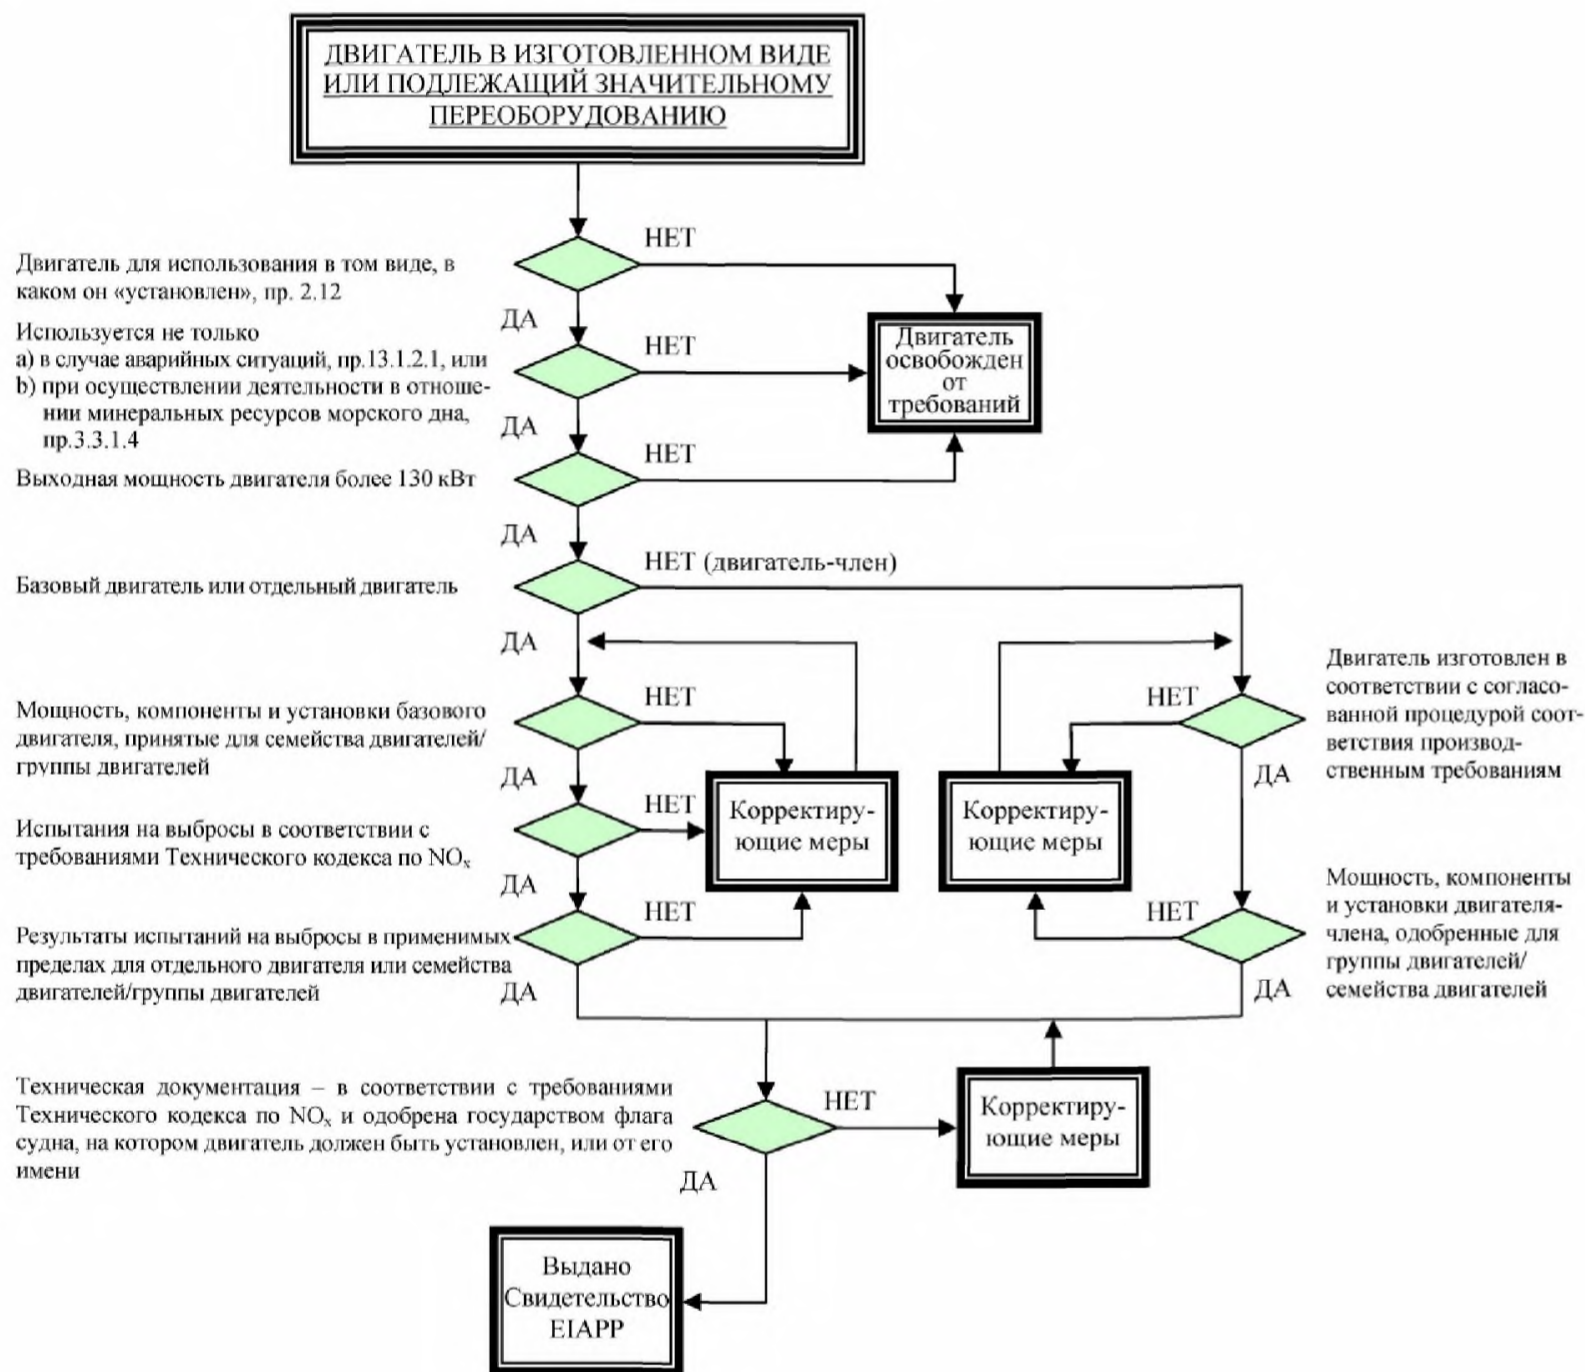 ДВИГАТЕЛЬ В ИЗГОТОВЛЕННОМ ВИДЕ
ИЛИ ПОДЛЕЖАЩИЙ ЗНАЧИТЕЛЬНОМУ
ПЕРЕОБОРУДОВАНИЮ
НЕТ
Двигатель для использования в том виде, в
каком он «установлен», пр. 2.12
ДА
Используется не только
a) в случае аварийных ситуаций, пр.13.1.2.1, или
b) при осуществлении деятельности в отноше-
нии минеральных ресурсов морского дна,
пр.3.3.1.4
НЕТ
Двигатель
освобожден
от
требований
ДА
НЕТ
Выходная мощность двигателя более 130 кВт
ДА
НЕТ (двигатель-член)
Базовый двигатель или отдельный двигатель
ДА
Двигатель изготовлен в
соответствии с согласо-
ванной процедурой соот-
ветствия производ-
ственным требованиям
НЕТ
НЕТ
Мощность, компоненты и установки базового
двигателя, принятые для семейства двигателей/
группы двигателей
ДА
ДА
НЕТ
Корректиру-
ющие меры
Корректиру-
ющие меры
Испытания на выбросы в соответствии с
требованиями Технического кодекса по NOx
ДА
Мощность, компоненты
и установки двигателя-
члена, одобренные для
группы двигателей/
семейства двигателей
НЕТ
НЕТ
Результаты испытаний на выбросы в применимых
пределах для отдельного двигателя или семейства
двигателей/группы двигателей
ДА
ДА
Техническая документация – в соответствии с требованиями
Технического кодекса по NOx и одобрена государством флага
судна, на котором двигатель должен быть установлен, или от его
имени
НЕТ
Корректиру-
ющие меры
ДА
Выдано
Свидетельство
EIAPP